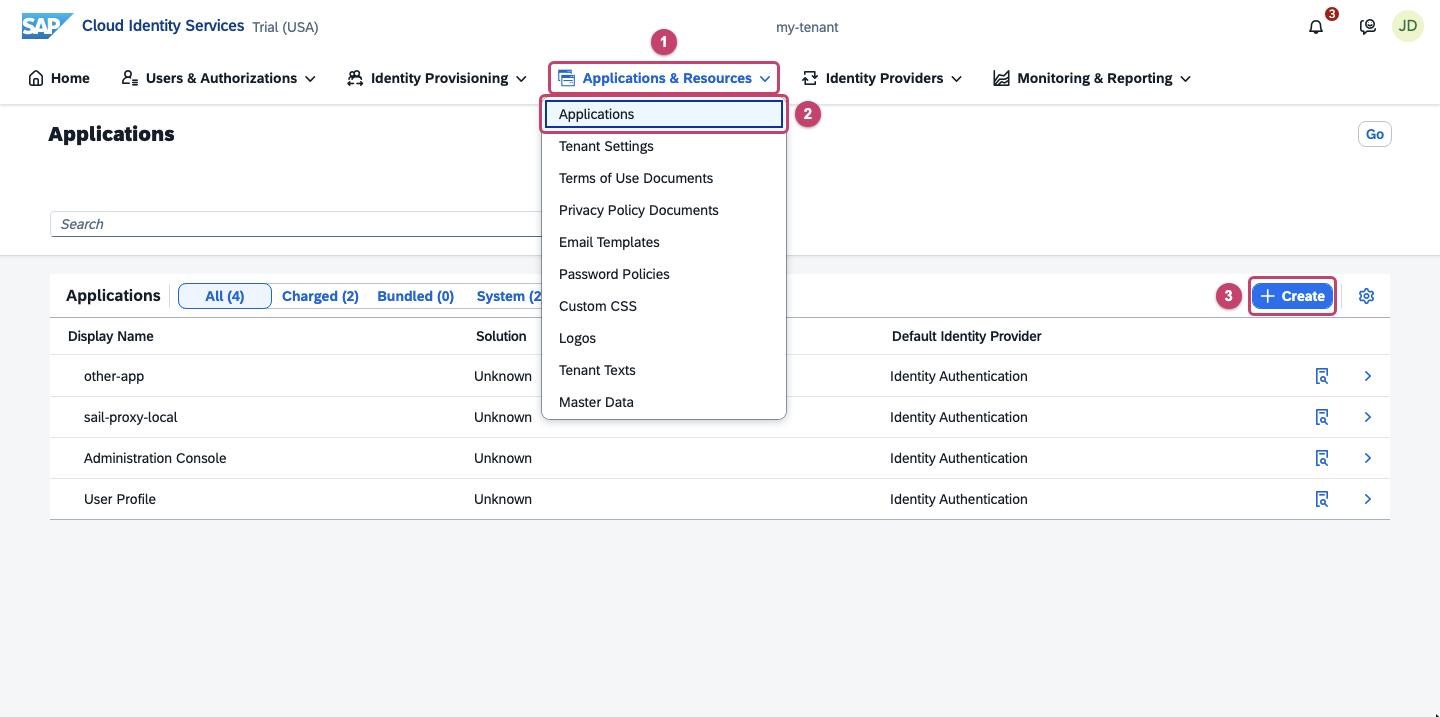 SAP Cloud Identity Services Trial (USA) my-tenant 3 JD
1
Home Users & Authorizations Identity Provisioning Applications & Resources Identity Providers Monitoring & Reporting
Applications 2
Applications Go
Tenant Settings
Terms of Use Documents
Privacy Policy Documents
Search
Email Templates
Password Policies
Applications All (4) Charged (2) Bundled (0) System (2 3 + Create
Custom CSS
Display Name Solution Default Identity Provider
Logos
Tenant Texts
other-app Unknown Identity Authentication
Master Data
sail-proxy-local Unknown Identity Authentication
Administration Console Unknown Identity Authentication
User Profile Unknown Identity Authentication